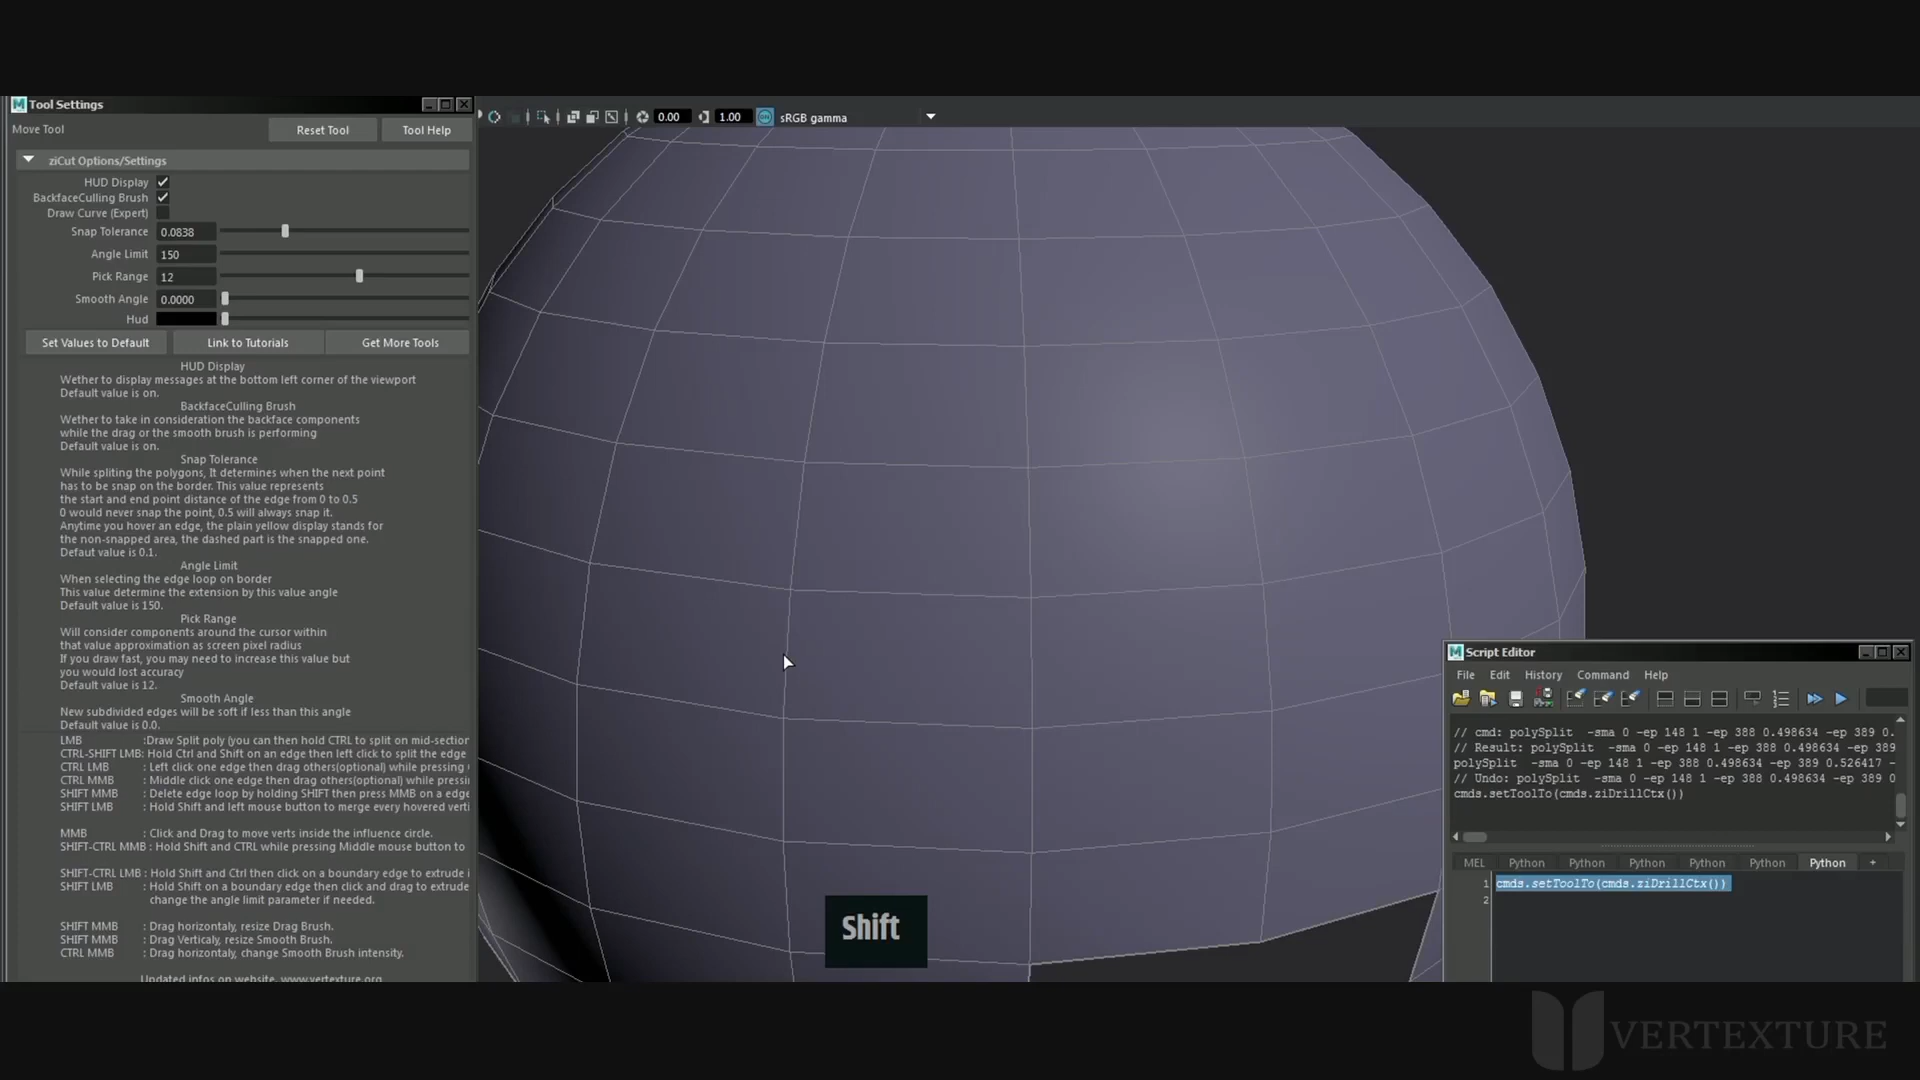 Tool Settings
Move Tool
Reset Tool
Tool Help
ziCut Options/Settings
HUD Display
BackfaceCulling Brush
Draw Curve (Expert)
Snap Tolerance 0.0838
Angle Limit 150
Pick Range 12
Smooth Angle 0.0000
Hud
Set Values to Default
Link to Tutorials
Get More Tools
HUD Display
Wether to display messages at the bottom left corner of the viewport
Default value is on.
BackfaceCulling Brush
Wether to take in consideration the backface components
while the drag or the smooth brush is performing
Default value is on.
Snap Tolerance
While spliting the polygons, It determines when the next point
has to be snap on the border. This value represents
the start and end point distance of the edge from 0 to 0.5
0 would never snap the point, 0.5 will always snap it.
Anytime you hover an edge, the plain yellow display stands for
the non-snapped area, the dashed part is the snapped one.
Defaut value is 0.1.
Angle Limit
When selecting the edge loop on border
This value determine the extension by this value angle
Default value is 150.
Pick Range
Will consider components around the cursor within
that value approximation as screen pixel radius
If you draw fast, you may need to increase this value but
you would lost accuracy
Default value is 12.
Smooth Angle
New subdivided edges will be soft if less than this angle
Default value is 0.0.
LMB :Draw Split poly (you can then hold CTRL to split on mid-section
CTRL-SHIFT LMB: Hold Ctrl and Shift on an edge then left click to split the edge
CTRL LMB : Left click one edge then drag others(optional) while pressing
CTRL MMB : Middle click one edge then drag others(optional) while pressi
SHIFT MMB : Delete edge loop by holding SHIFT then press MMB on a edge
SHIFT LMB : Hold Shift and left mouse button to merge every hovered verti
MMB : Click and Drag to move verts inside the influence circle.
SHIFT-CTRL MMB : Hold Shift and CTRL while pressing Middle mouse button to
SHIFT-CTRL LMB : Hold Shift and Ctrl then click on a boundary edge to extrude i
SHIFT LMB : Hold Shift on a boundary edge then click and drag to extrude
change the angle limit parameter if needed.
SHIFT MMB : Drag horizontaly, resize Drag Brush.
SHIFT MMB : Drag Verticaly, resize Smooth Brush.
CTRL MMB : Drag horizontaly, change Smooth Brush intensity.
Updated infos on website, www.vertexture.org
0.00
1.00
sRGB gamma
Shift
Script Editor
File Edit History Command Help
// cmd: polySplit -sma 0 -ep 148 1 -ep 388 0.498634 -ep 389 0.
// Result: polySplit -sma 0 -ep 148 1 -ep 388 0.498634 -ep 389
polySplit -sma 0 -ep 148 1 -ep 388 0.498634 -ep 389 0.526417 -
// Undo: polySplit -sma 0 -ep 148 1 -ep 388 0.498634 -ep 389 0
cmds.setToolTo(cmds.ziDrillCtx())
MEL Python Python Python Python Python Python +
1 cmds.setToolTo(cmds.ziDrillCtx())
2
VERTEXTURE